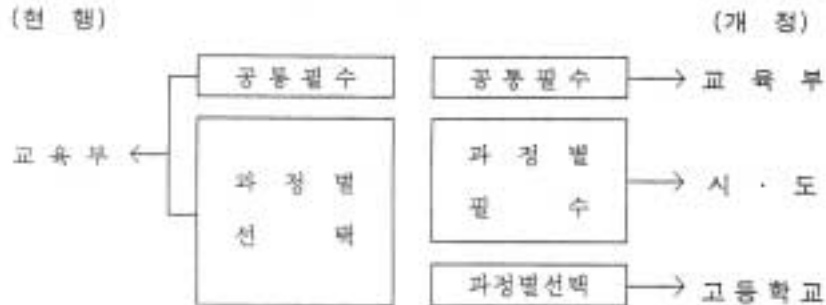 (현 행) (개 정)
공 통 필 수 공 통 필 수 교 육 부
교 육 부
과 정 별
선 택
과 정 별
필 수
시 · 도
과정별선택 고 등 학 교